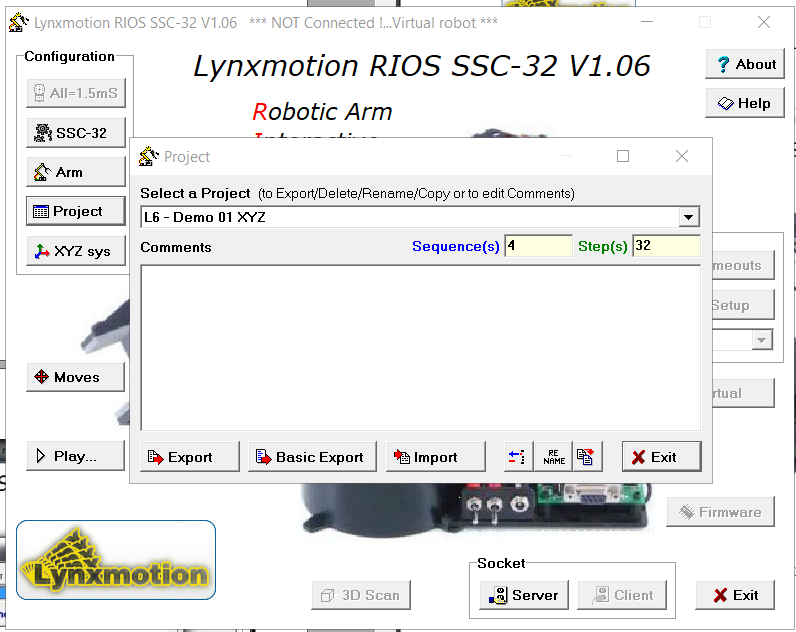 Lynxmotion RIOS SSC-32 V1.06 *** NOT Connected !...Virtual robot ***
Configuration
All=1.5mS
SSC-32
Arm
Project
XYZ sys
Lynxmotion RIOS SSC-32 V1.06
Robotic Arm
Interactive
? About
Help
Project
Select a Project (to Export/Delete/Rename/Copy or to edit Comments)
L6 - Demo 01 XYZ
Comments
Sequence(s) 4
Step(s) 32
Export
Basic Export
Import
RE
NAME
Exit
meouts
Setup
rtual
Moves
Play...
Firmware
Lynxmotion
3D Scan
Socket
Server
Client
Exit